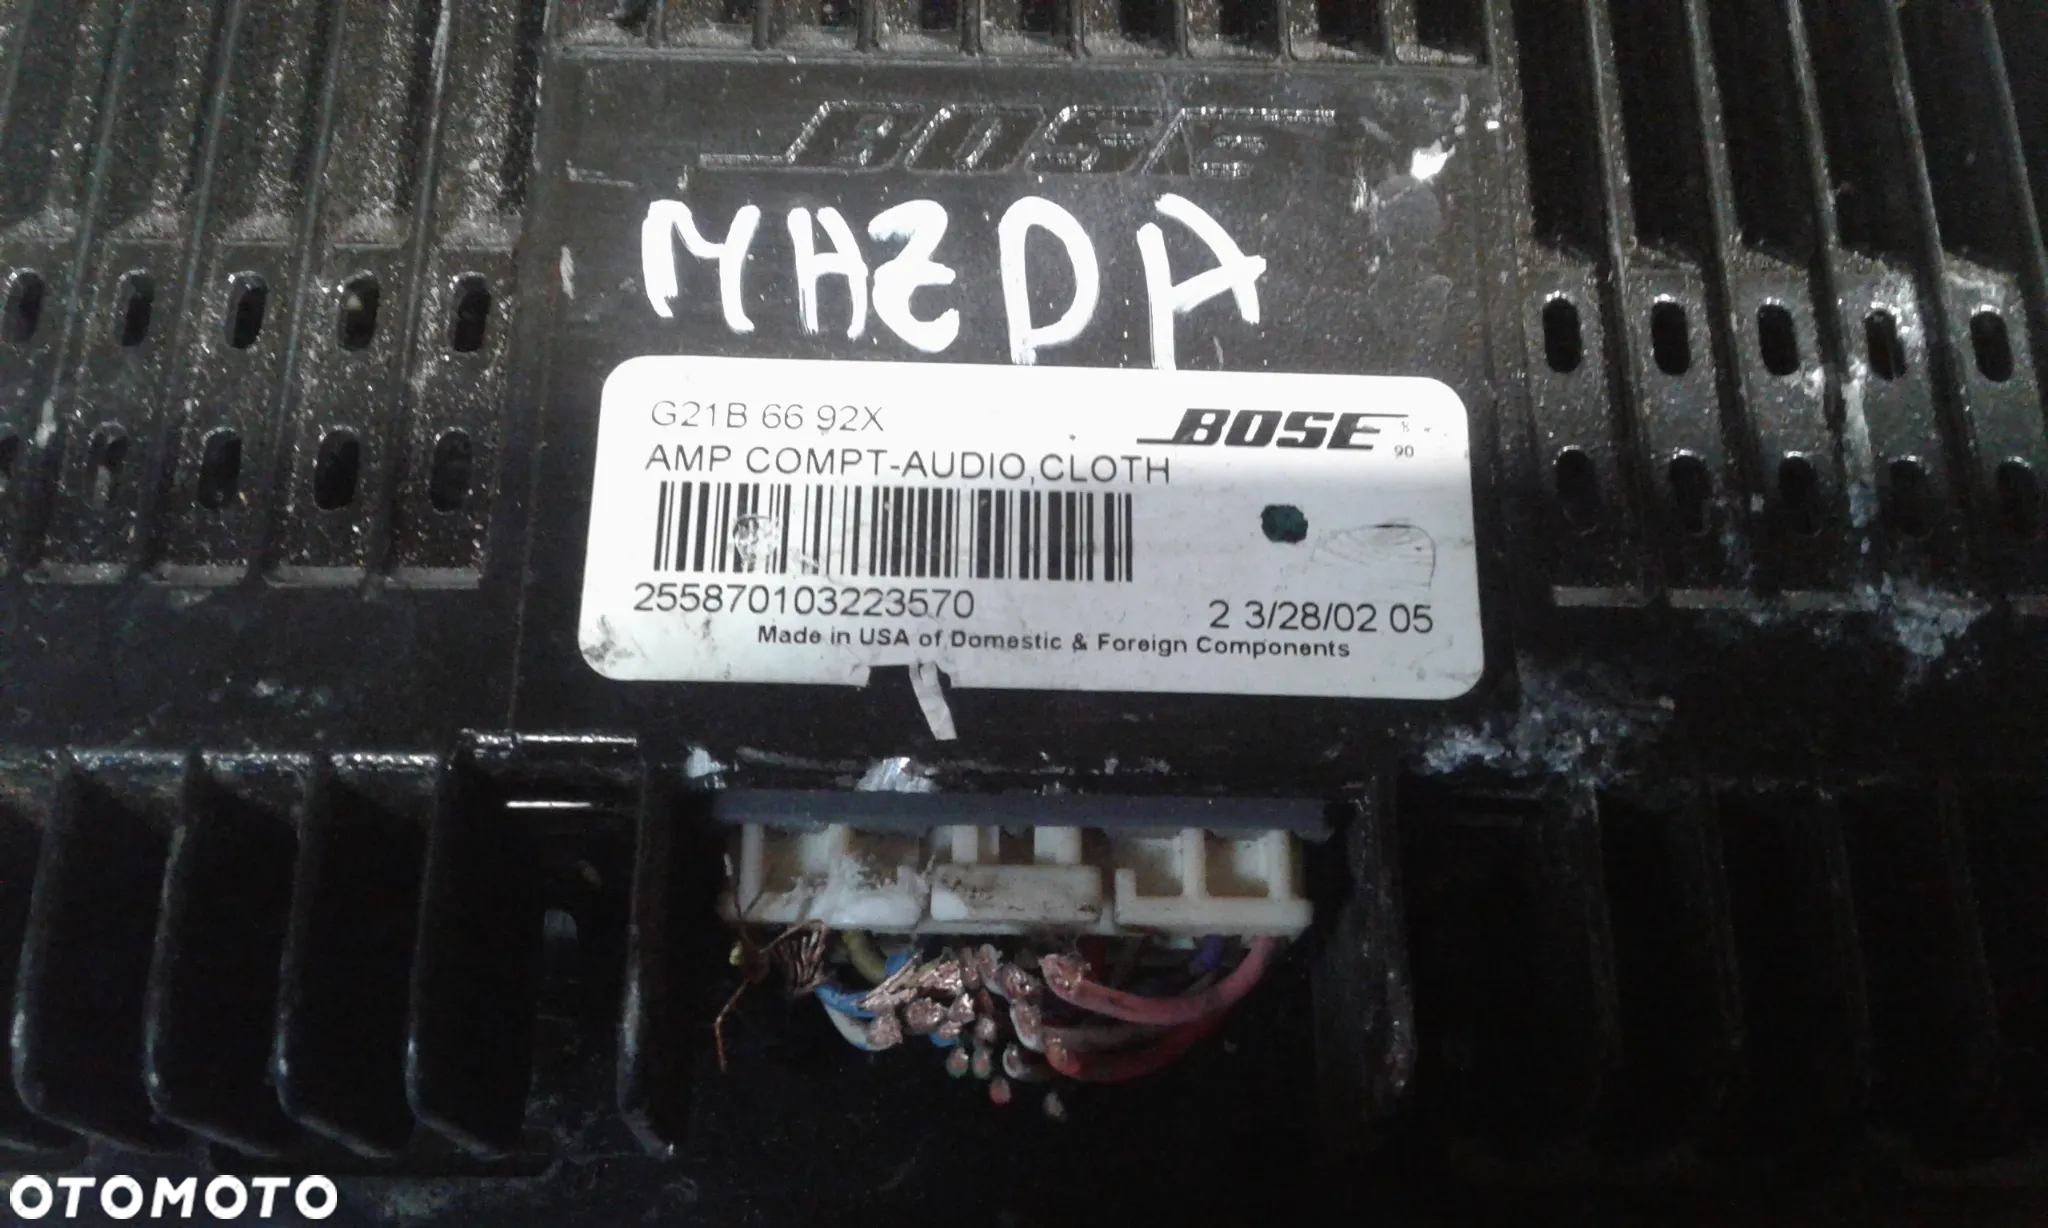 BOSE
MAZDA
G21B 66 92X
BOSE
90
AMP COMPT-AUDIO,CLOTH
255870103223570
2 3/28/02 05
Made in USA of Domestic & Foreign Components
OTOMOTO